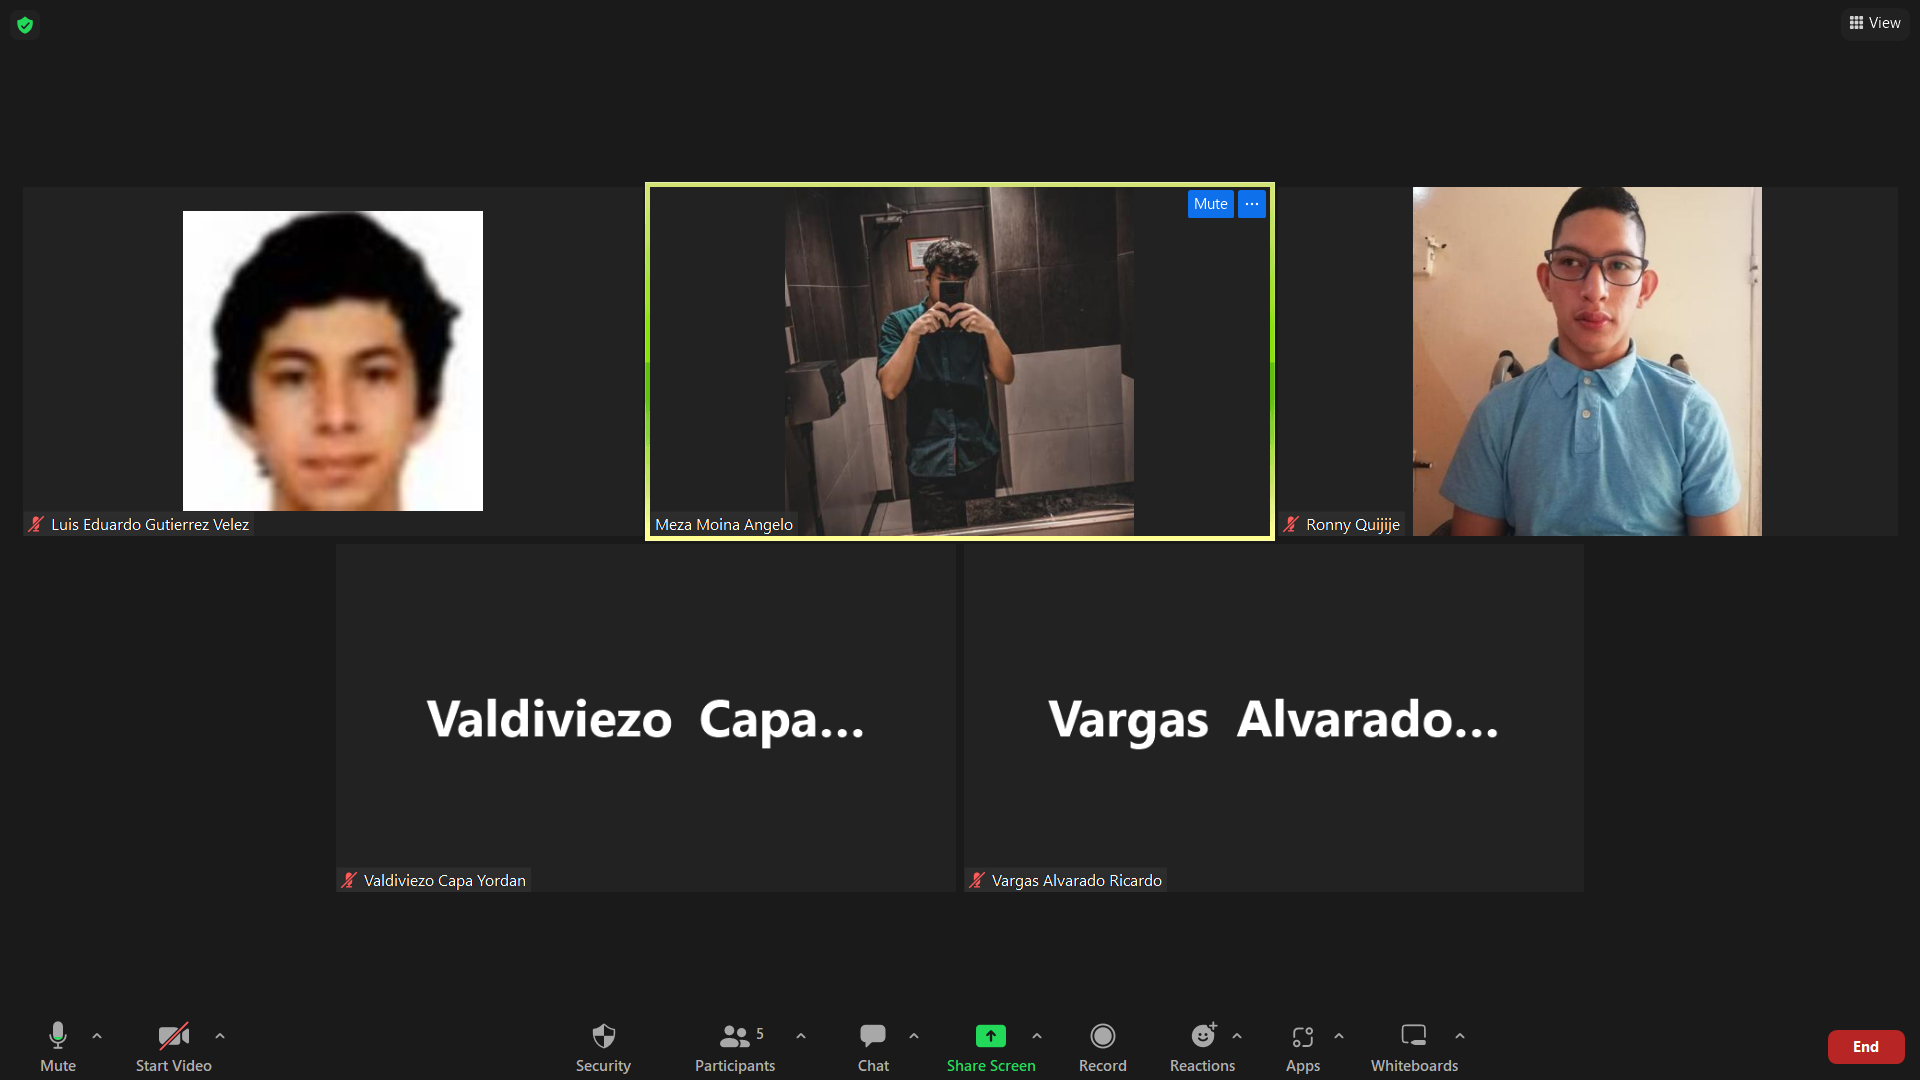 View
Mute ...
Luis Eduardo Gutierrez Velez
Meza Moina Angelo
Ronny Quijije
Valdiviezo Capa...
Vargas Alvarado...
Valdiviezo Capa Yordan
Vargas Alvarado Ricardo
Mute
Start Video
Security
Participants 5
Chat
Share Screen
Record
Reactions
Apps
Whiteboards
End